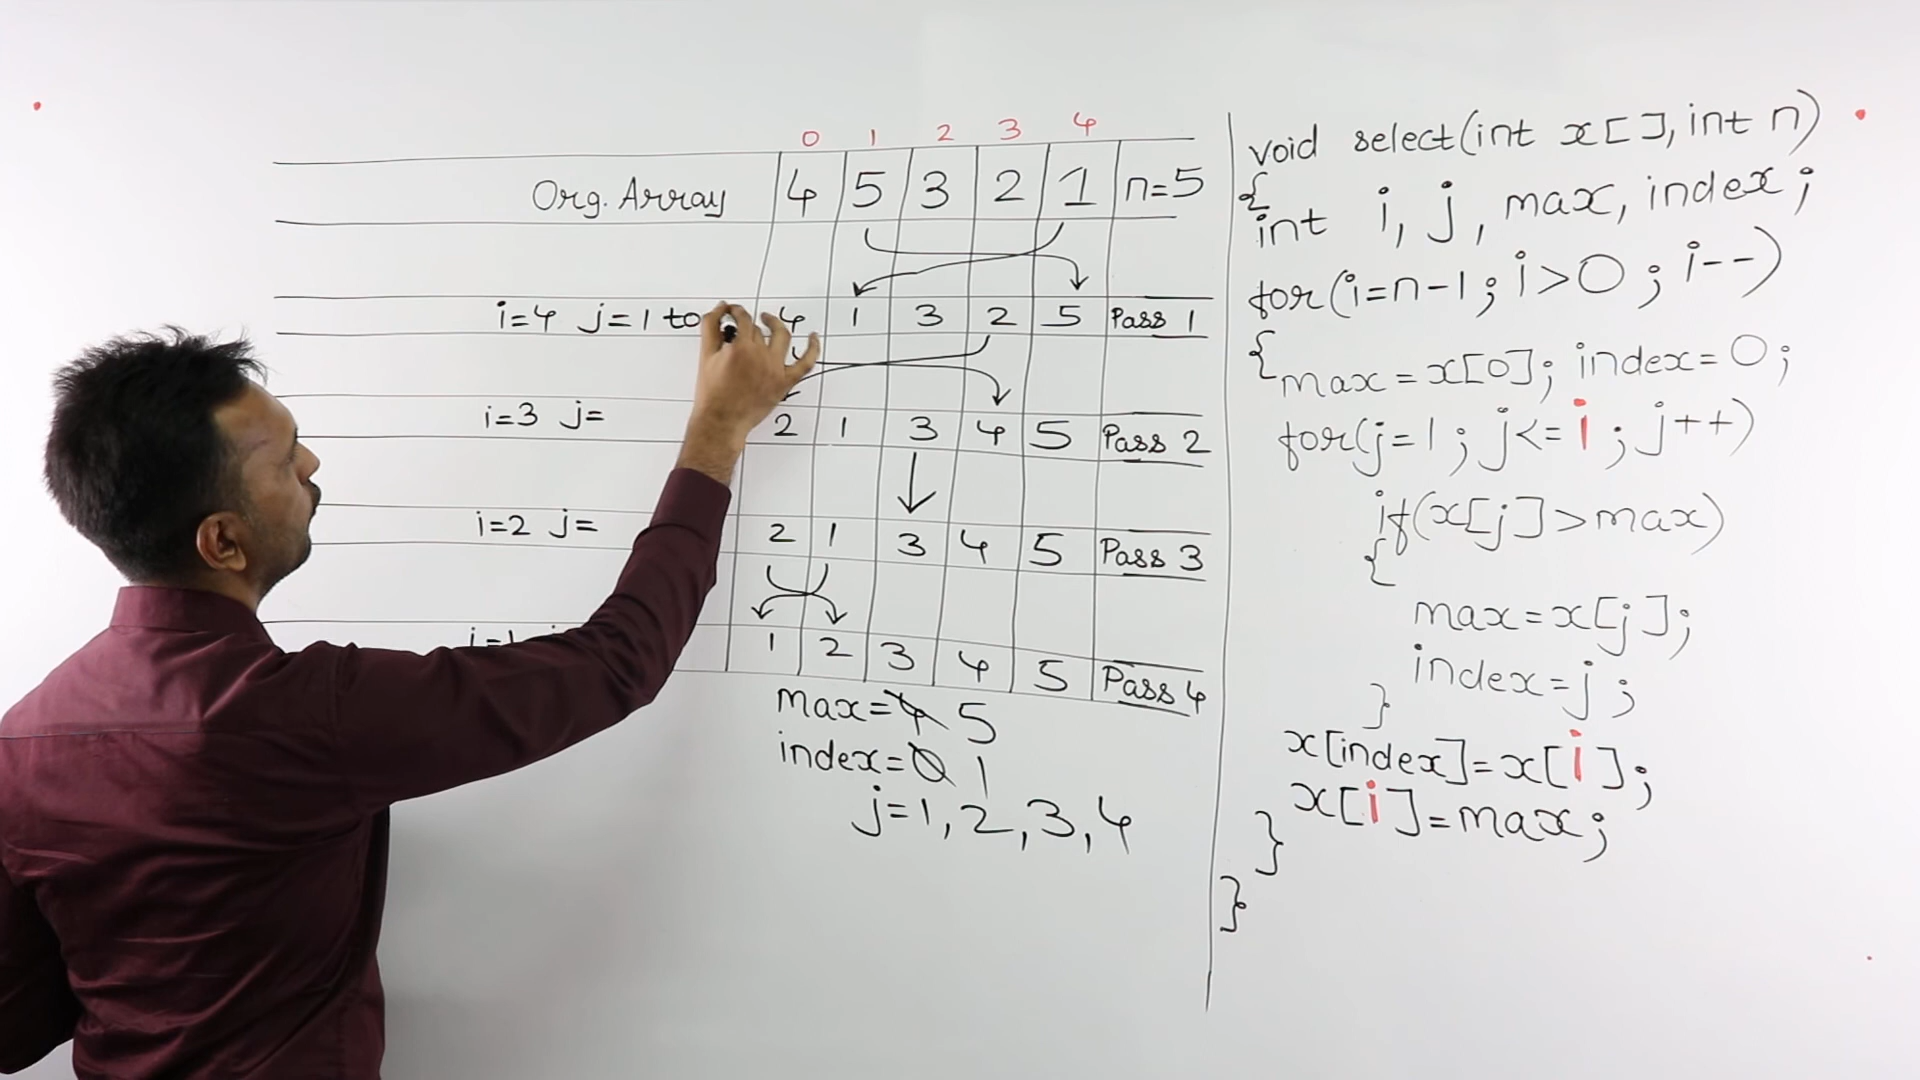 0 1 2 3 4
Org. Array 4 5 3 2 1 n=5
i=4 j=1 to 4 1 3 2 5 Pass 1
i=3 j= 2 1 3 4 5 Pass 2
i=2 j= 2 1 3 4 5 Pass 3
i=1 1 2 3 4 5 Pass 4
max=4 5
index=0 1
j=1,2,3,4
void select(int x[],int n)
{
int i, j, max, index;
for(i=n-1; i>0; i--)
{ max=x[0]; index=0;
for(j=1; j<=i; j++)
if(x[j]>max)
{
max=x[j];
index=j;
}
x[index]=x[i];
x[i]=max;
}
}